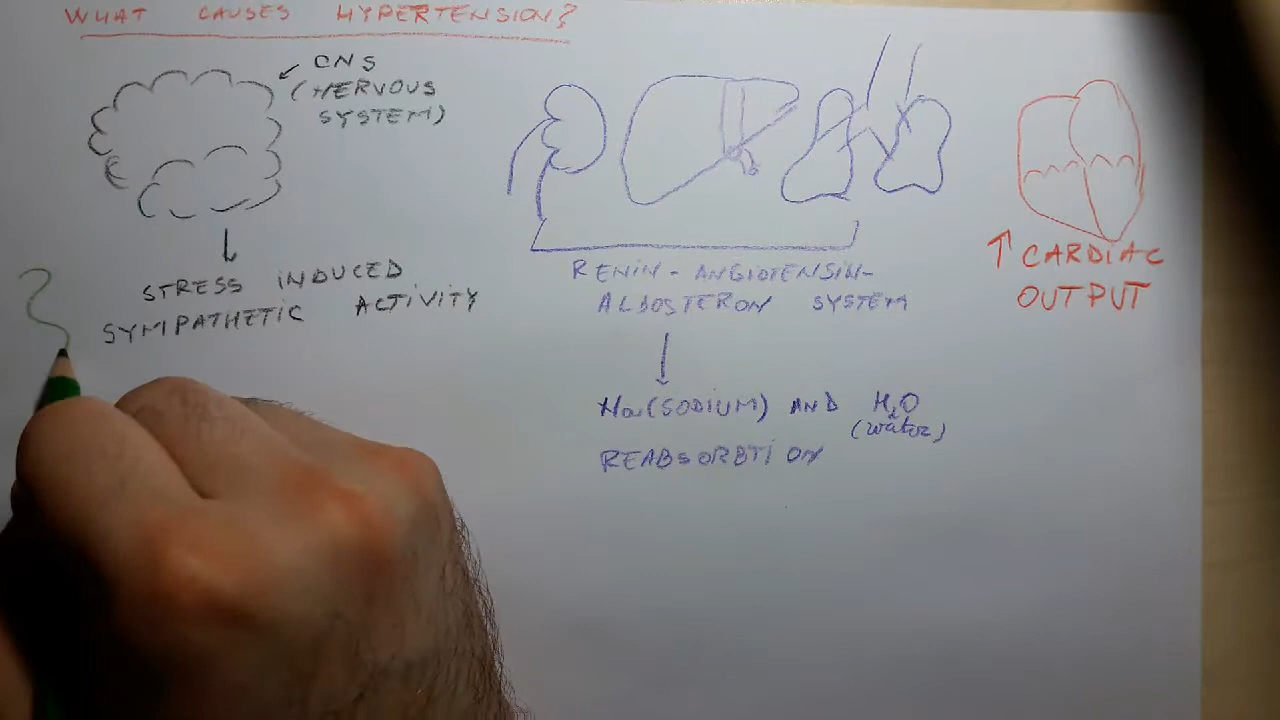 WHAT CAUSES HYPERTENSION?
CNS
(NERVOUS
SYSTEM)
STRESS INDUCED
SYMPATHETIC ACTIVITY
RENIN-ANGIOTENSIN-
ALDOSTERON SYSTEM
Na(SODIUM) AND H2O
(water)
REABSORBTION
↑ CARDIAC
OUTPUT